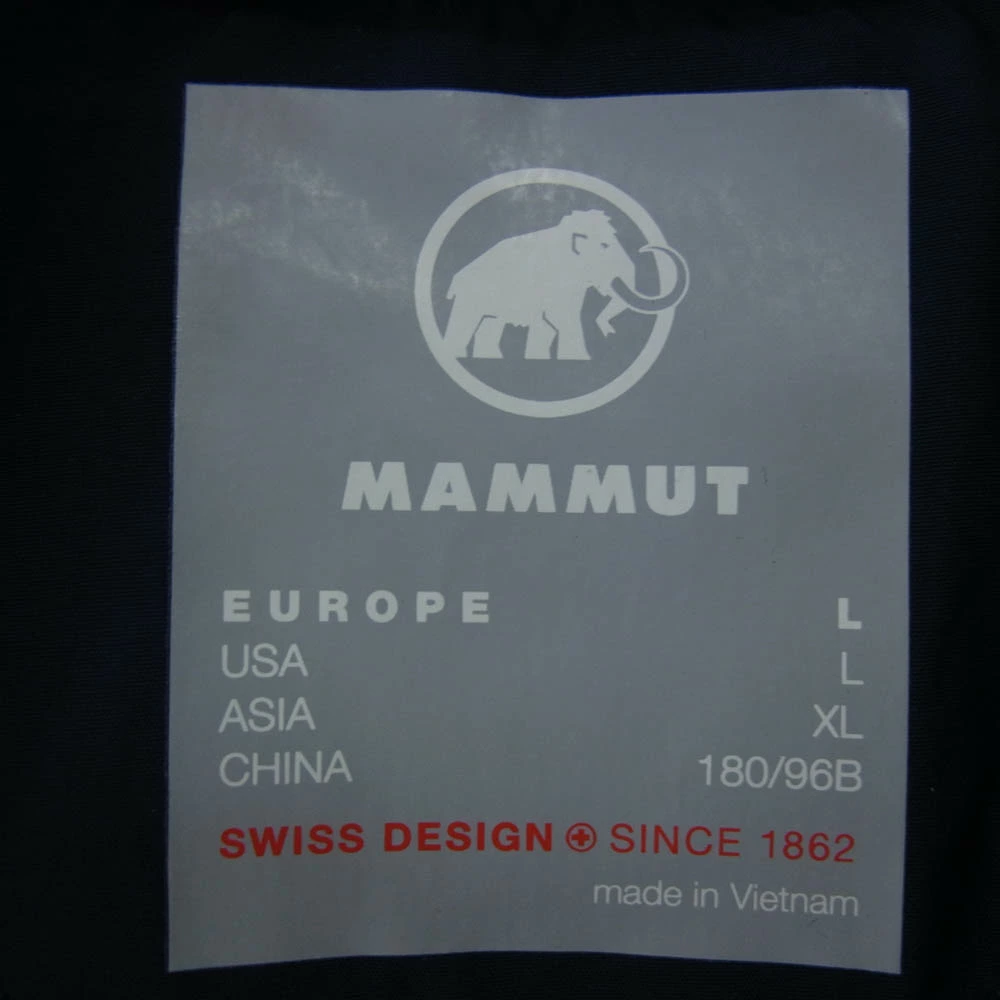 MAMMUT
EUROPE L
USA L
ASIA XL
CHINA 180/96B
SWISS DESIGN SINCE 1862
made in Vietnam